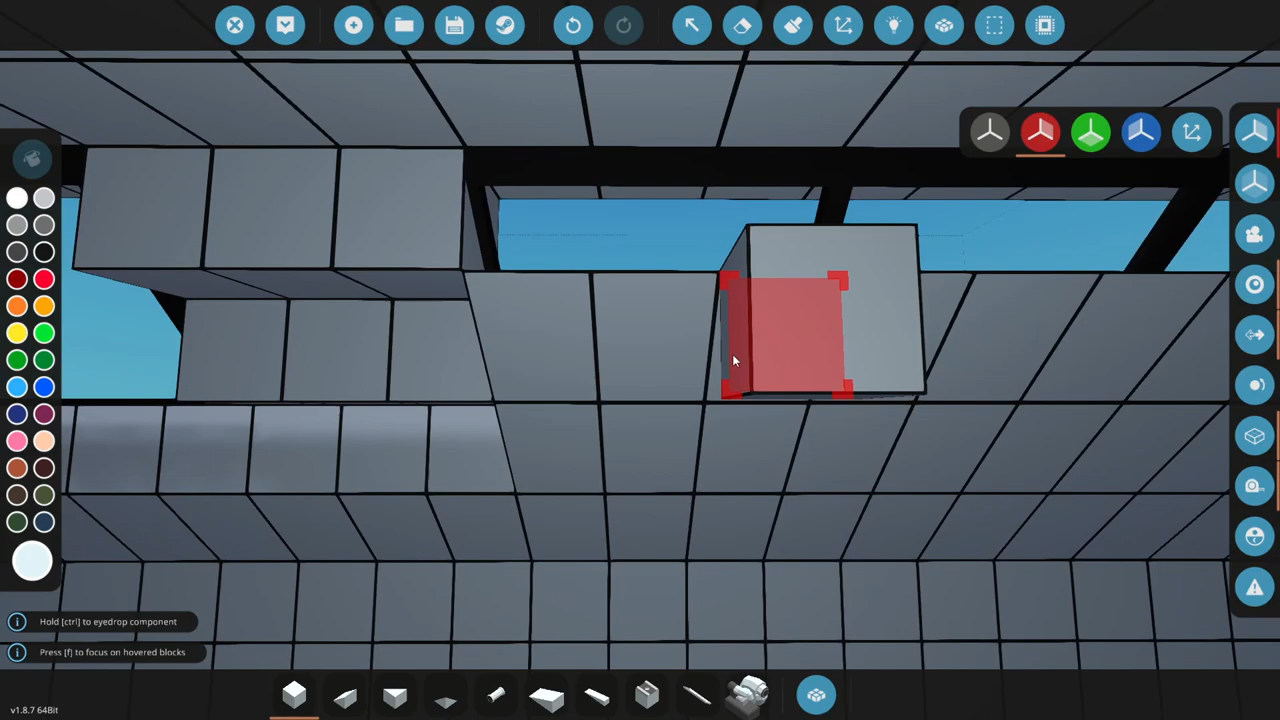 Hold [ctrl] to eyedrop component
Press [f] to focus on hovered blocks
v1.8.7 64Bit